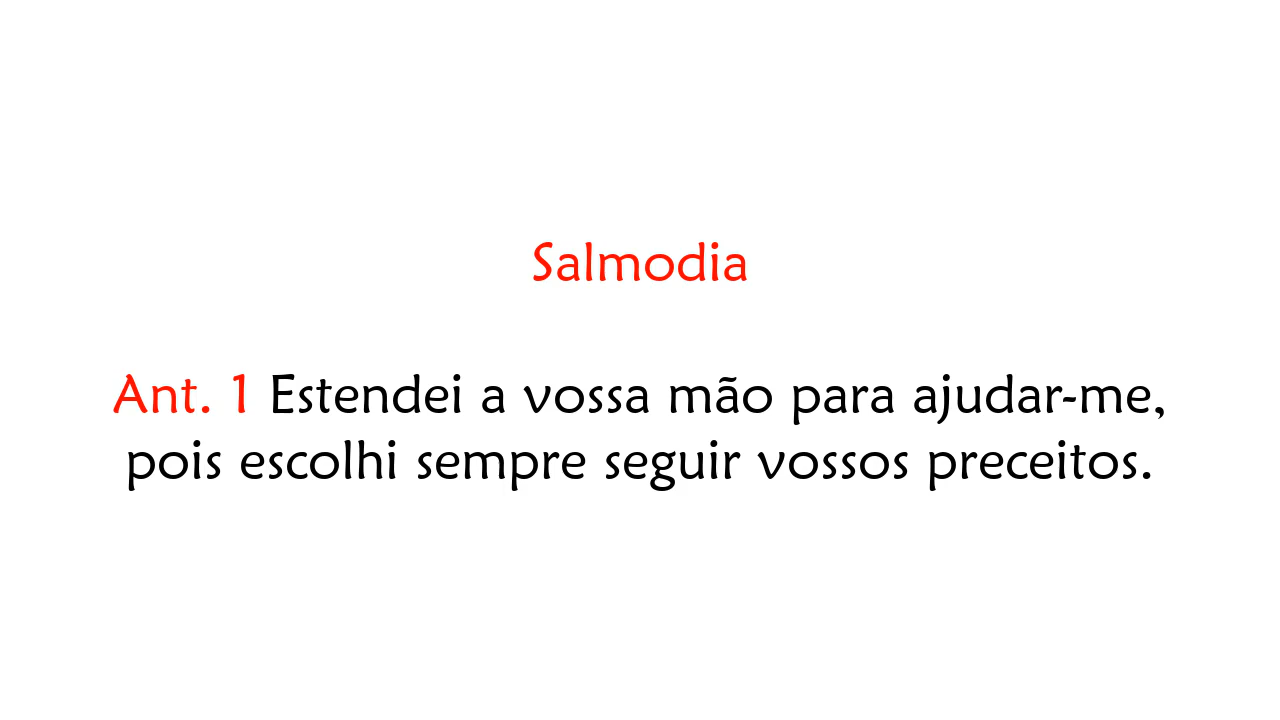 Salmodia
Ant. 1 Estendei a vossa mão para ajudar-me,
pois escolhi sempre seguir vossos preceitos.